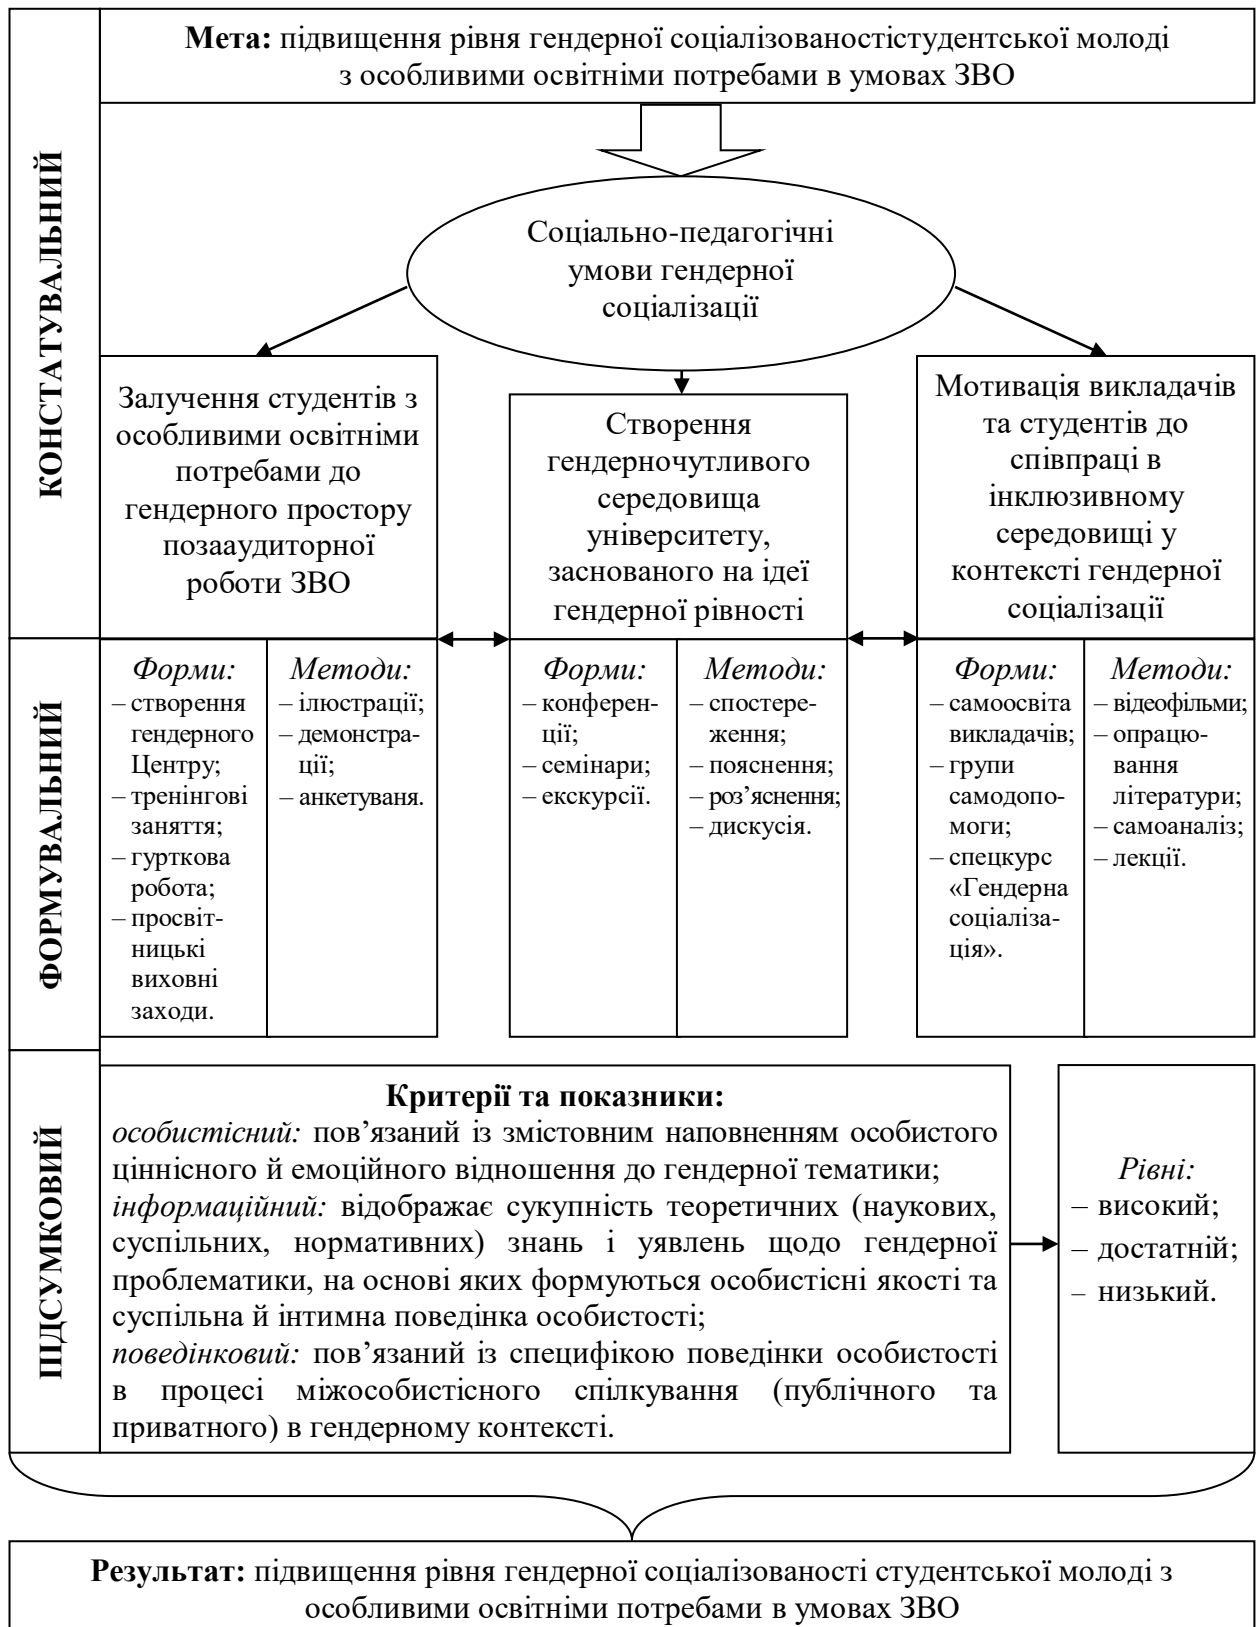 Мета: підвищення рівня гендерної соціалізованостістудентської молоді
з особливими освітніми потребами в умовах ЗВО
КОНСТАТУВАЛЬНИЙ
Соціально-педагогічні
умови гендерної
соціалізації
Залучення студентів з
особливими освітніми
потребами до
гендерного простору
позааудиторної
роботи ЗВО
Створення
гендерночутливого
середовища
університету,
заснованого на ідеї
гендерної рівності
Мотивація викладачів
та студентів до
співпраці в
інклюзивному
середовищі у
контексті гендерної
соціалізації
ФОРМУВАЛЬНИЙ
Форми:
– створення
гендерного
Центру;
– тренінгові
заняття;
– гурткова
робота;
– просвіт-
ницькі
виховні
заходи.
Методи:
– ілюстрації;
– демонстра-
ції;
– анкетуваня.
Форми:
– конферен-
ції;
– семінари;
– екскурсії.
Методи:
– спостере-
ження;
– пояснення;
– роз’яснення;
– дискусія.
Форми:
– самоосвіта
викладачів;
– групи
самодопо-
моги;
– спецкурс
«Гендерна
соціаліза-
ція».
Методи:
– відеофільми;
– опрацю-
вання
літератури;
– самоаналіз;
– лекції.
ПІДСУМКОВИЙ
Критерії та показники:
особистісний: пов’язаний із змістовним наповненням особистого
ціннісного й емоційного відношення до гендерної тематики;
інформаційний: відображає сукупність теоретичних (наукових,
суспільних, нормативних) знань і уявлень щодо гендерної
проблематики, на основі яких формуються особистісні якості та
суспільна й інтимна поведінка особистості;
поведінковий: пов’язаний із специфікою поведінки особистості
в процесі міжособистісного спілкування (публічного та
приватного) в гендерному контексті.
Рівні:
– високий;
– достатній;
– низький.
Результат: підвищення рівня гендерної соціалізованості студентської молоді з
особливими освітніми потребами в умовах ЗВО